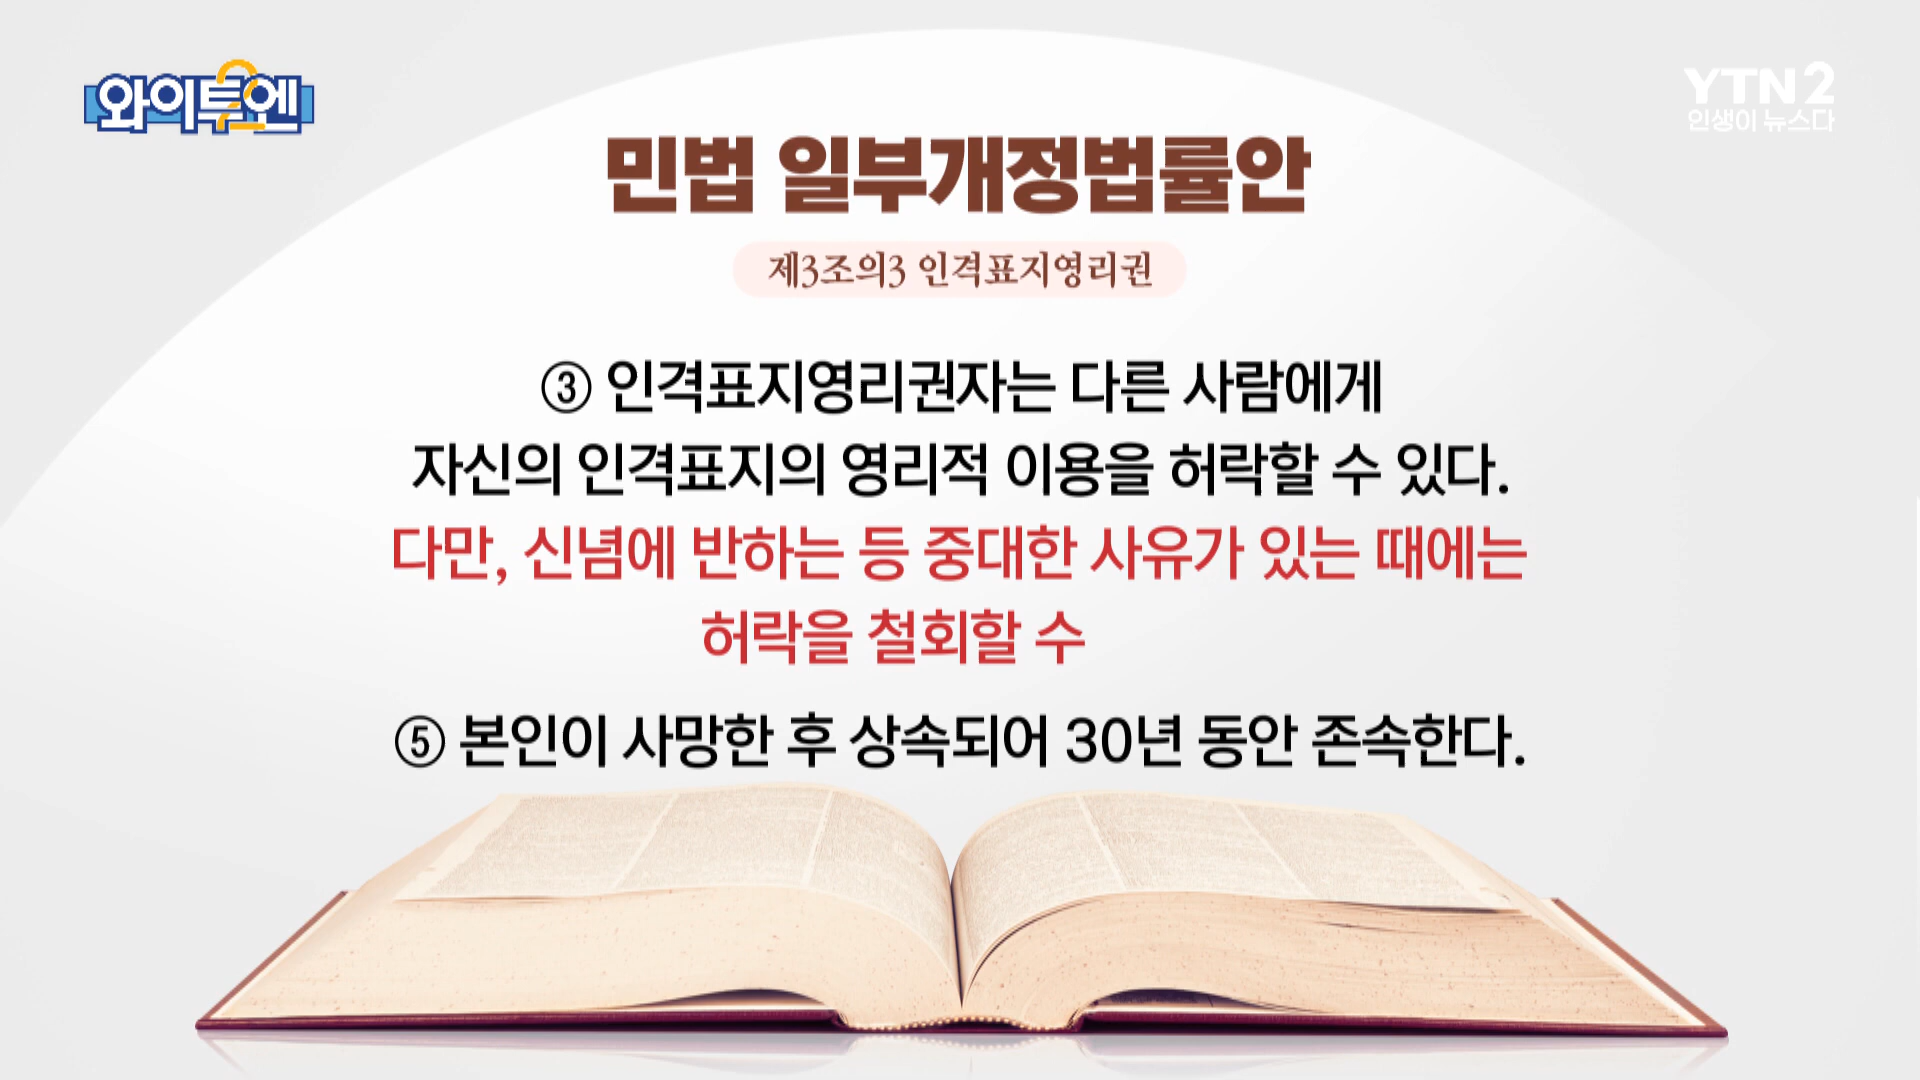 와이투엔
YTN2
인생이 뉴스다
민법 일부개정법률안
제3조의3 인격표지영리권
③ 인격표지영리권자는 다른 사람에게
자신의 인격표지의 영리적 이용을 허락할 수 있다.
다만, 신념에 반하는 등 중대한 사유가 있는 때에는
허락을 철회할 수
⑤ 본인이 사망한 후 상속되어 30년 동안 존속한다.